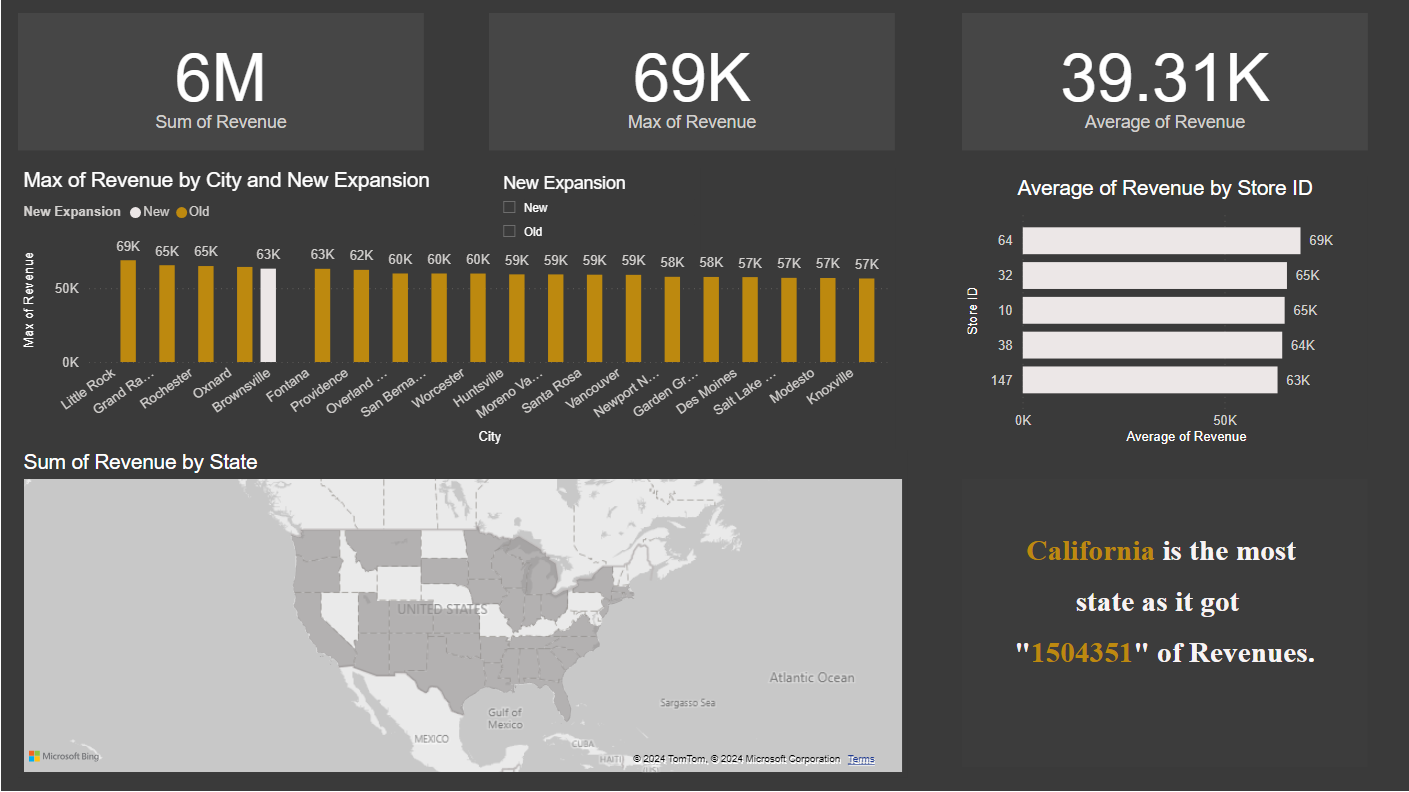 6M
Sum of Revenue
69K
Max of Revenue
39.31K
Average of Revenue
Max of Revenue by City and New Expansion
New Expansion New Old
Max of Revenue
50K
0K
69K
65K
65K
63K
63K
62K
60K
60K
60K
59K
59K
59K
59K
58K
58K
57K
57K
57K
57K
Little Rock
Grand Ra...
Rochester
Oxnard
Brownsville
Fontana
Providence
Overland ...
San Berna...
Worcester
Huntsville
Moreno Va...
Santa Rosa
Vancouver
Newport N...
Garden Gr...
Des Moines
Salt Lake ...
Modesto
Knoxville
City
New Expansion
New
Old
Average of Revenue by Store ID
Store ID
64 69K
32 65K
10 65K
38 64K
147 63K
0K 50K
Average of Revenue
Sum of Revenue by State
UNITED STATES
Atlantic Ocean
Sargasso Sea
Gulf of
Mexico
MEXICO
CUBA
HAITI
Microsoft Bing
© 2024 TomTom, © 2024 Microsoft Corporation Terms
California is the most
state as it got
"1504351" of Revenues.